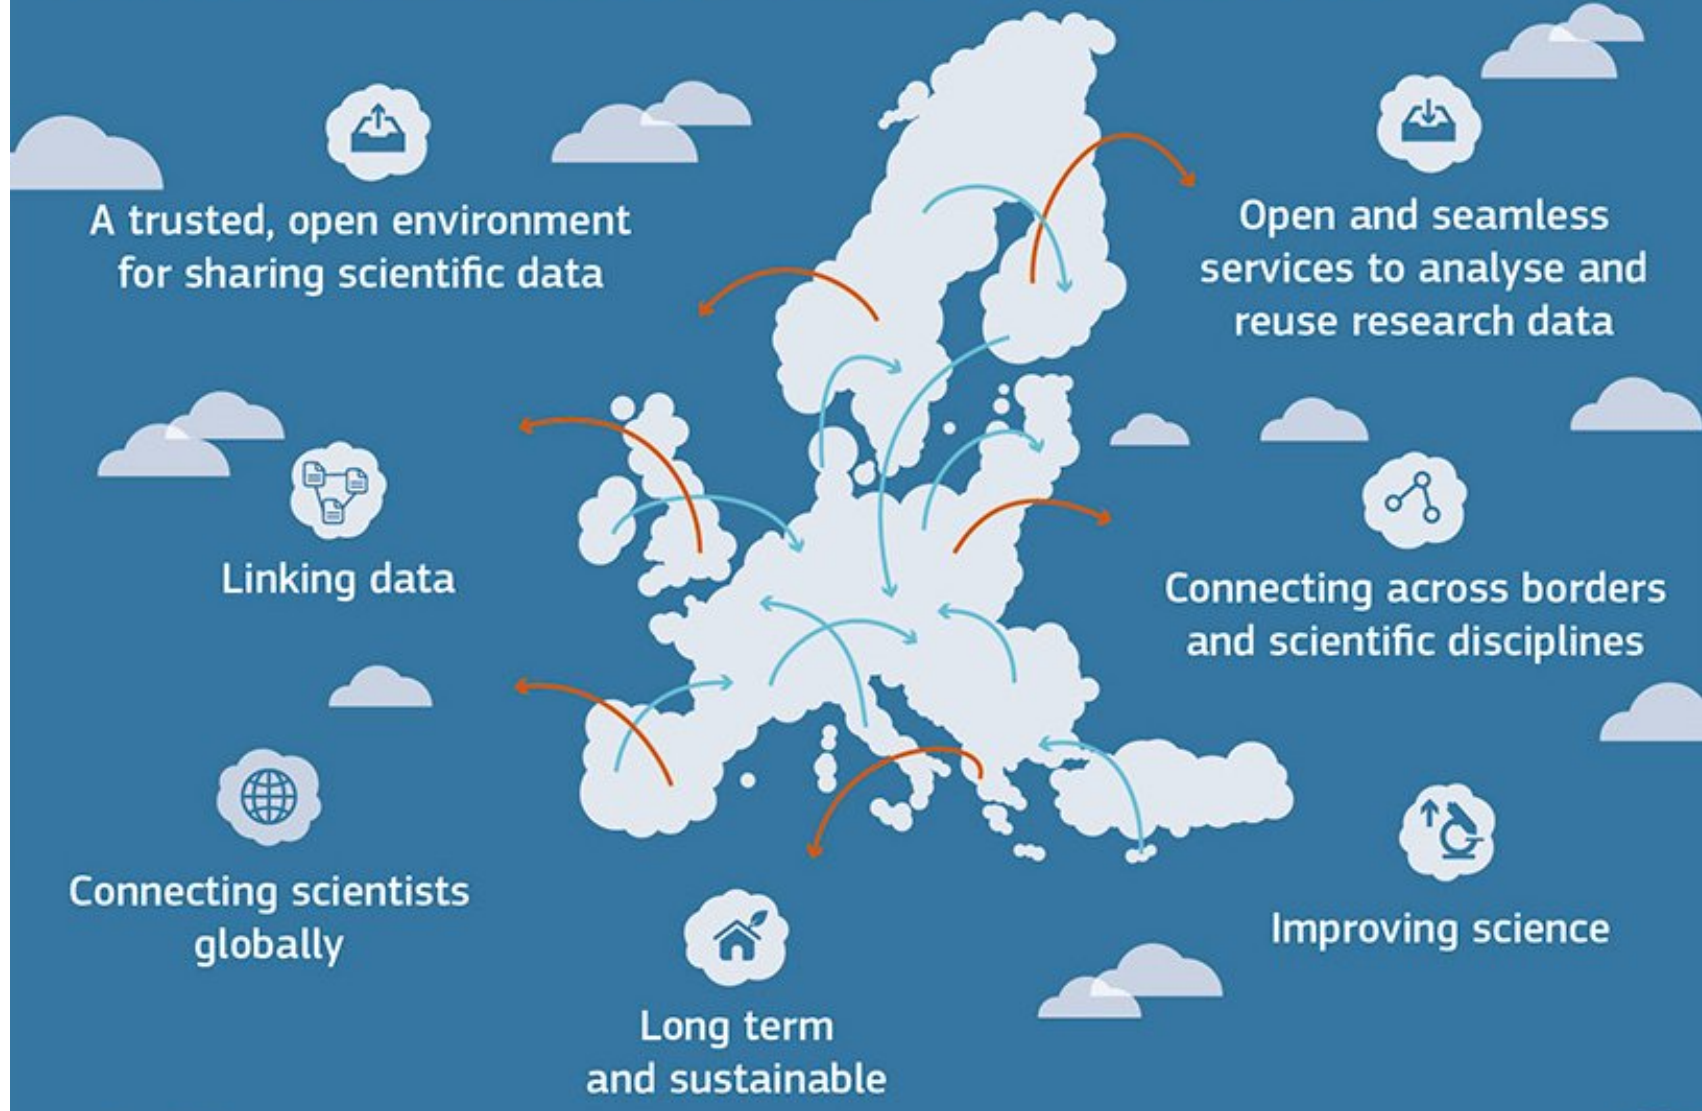 A trusted, open environment
for sharing scientific data
Open and seamless
services to analyse and
reuse research data
Linking data
Connecting across borders
and scientific disciplines
Connecting scientists
globally
Improving science
Long term
and sustainable